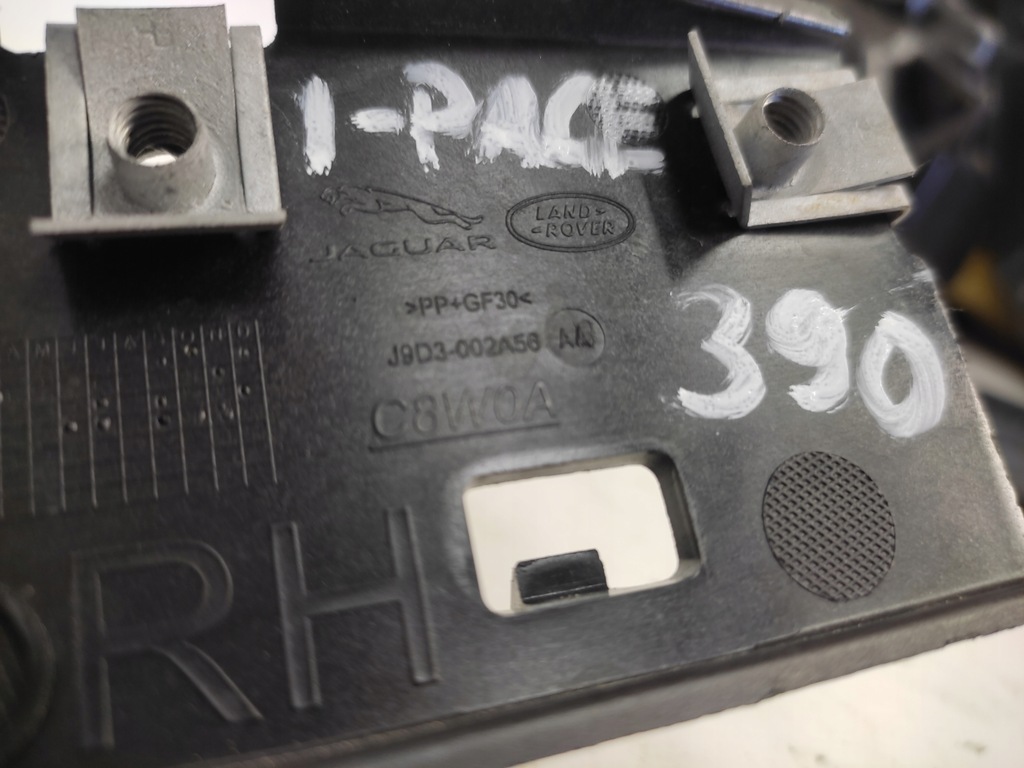 I-PACE
JAGUAR
LAND-
-ROVER
>PP+GF30<
J9D3-002A56 AA
C8W0A
390
RH